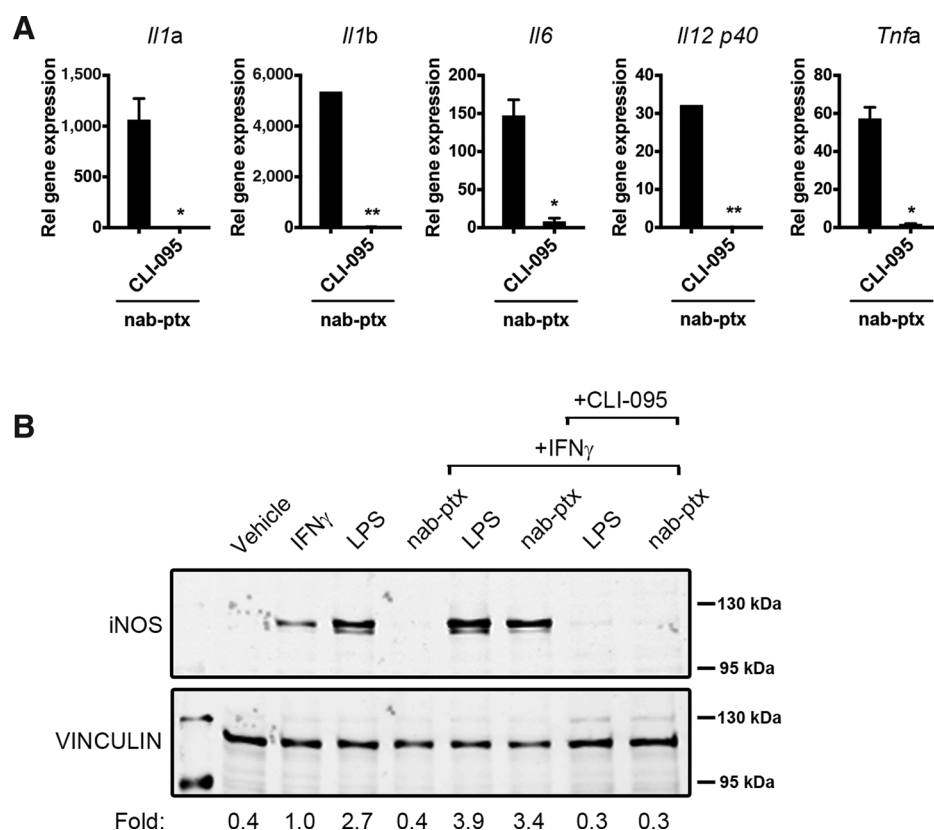 A
Il1a
Il1b
Il6
Il12 p40
Tnfa
Rel gene expression
1,500
1,000
500
0
*
CLI-095
nab-ptx
Rel gene expression
6,000
4,000
2,000
0
**
CLI-095
nab-ptx
Rel gene expression
200
150
100
50
0
*
CLI-095
nab-ptx
Rel gene expression
40
30
20
10
0
**
CLI-095
nab-ptx
Rel gene expression
80
60
40
20
0
*
CLI-095
nab-ptx
B
+CLI-095
+IFNγ
Vehicle IFNγ LPS nab-ptx LPS nab-ptx LPS nab-ptx
iNOS
130 kDa
95 kDa
VINCULIN
130 kDa
95 kDa
Fold: 0.4 1.0 2.7 0.4 3.9 3.4 0.3 0.3